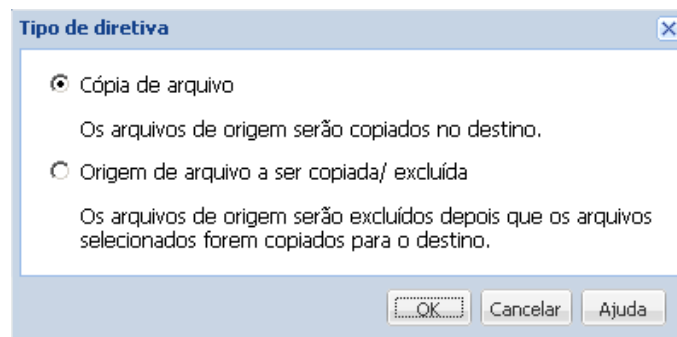 Tipo de diretiva
Cópia de arquivo
Os arquivos de origem serão copiados no destino.
Origem de arquivo a ser copiada/ excluída
Os arquivos de origem serão excluídos depois que os arquivos
selecionados forem copiados para o destino.
OK Cancelar Ajuda